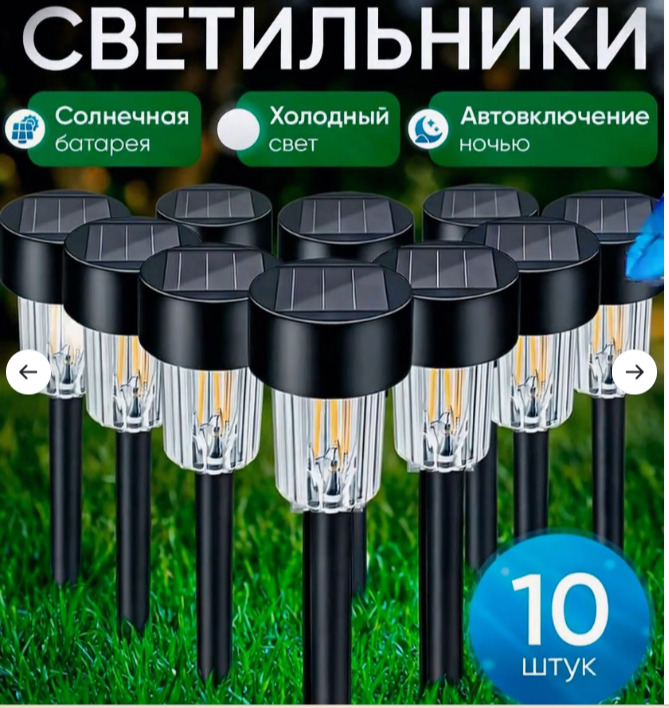 СВЕТИЛЬНИКИ
Солнечная
батарея
Холодный
свет
Автовключение
ночью
10
штук